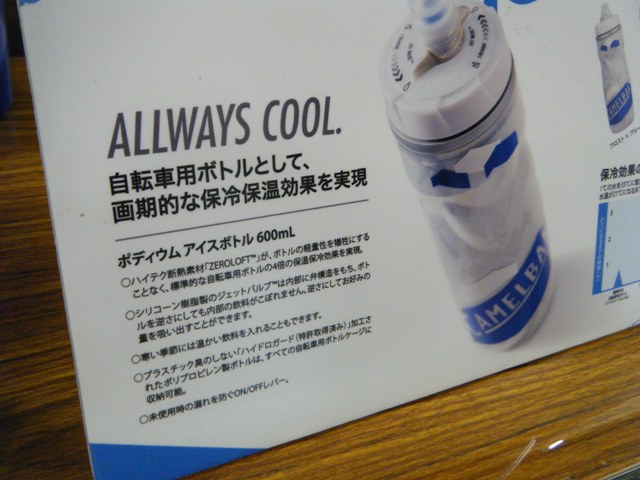 ALLWAYS COOL.
自転車用ボトルとして、
画期的な保冷保温効果を実現
ポディウム アイスボトル 600mL
○ハイテク断熱素材「ZEROLOFT™」が、ボトルの軽量性を犠牲にする
ことなく、標準的な自転車用ボトルの4倍の保温保冷効果を実現。
○シリコーン樹脂製のジェットバルブ™は内部に弁構造をもち、ボト
ルを逆さにしても内部の飲料がこぼれません。逆さにしてお好みの
量を吸い出すことができます。
○寒い季節には温かい飲料を入れることもできます。
○プラスチック臭のしない「ハイドロガード(特許取得済み)」加工さ
れたポリプロピレン製ボトルは、すべての自転車用ボトルケージに
収納可能。
○未使用時の漏れを防ぐON/OFFレバー。
CAMELBA
AMELBA
保冷効果の